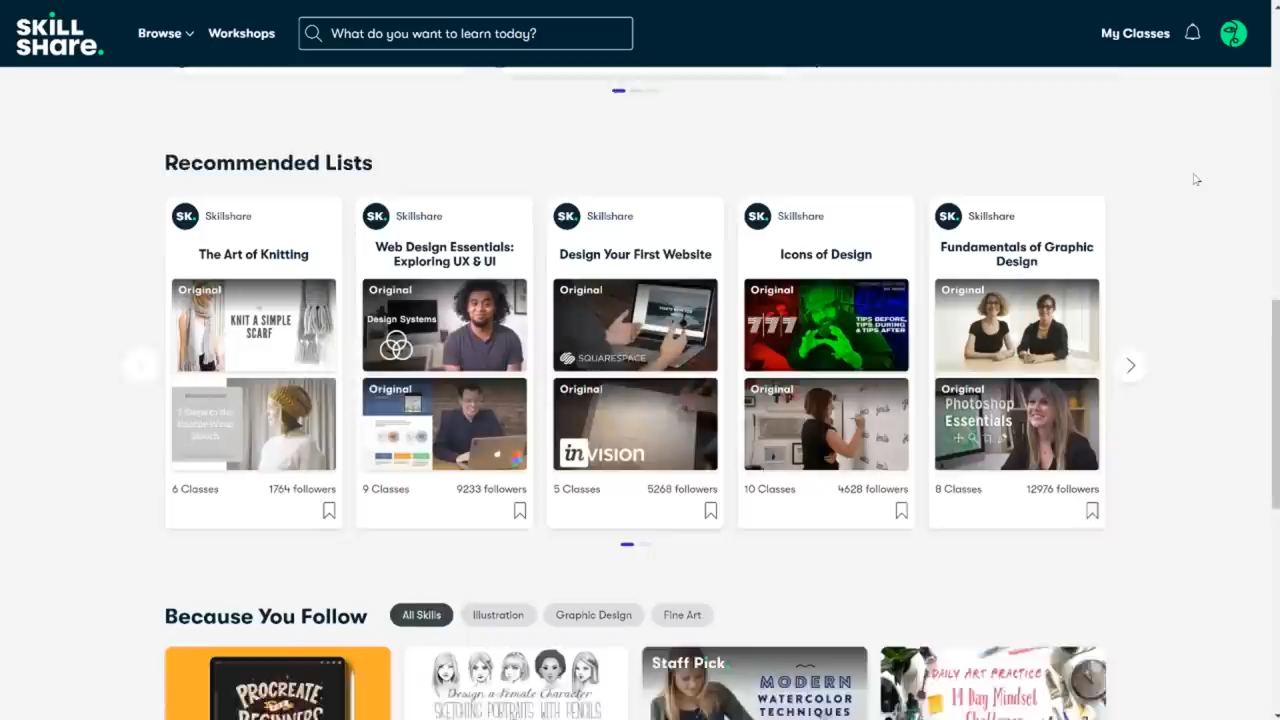 SKILL
SHARE.
Browse
Workshops
What do you want to learn today?
My Classes
Recommended Lists
SK.
Skillshare
The Art of Knitting
Original
KNIT A SIMPLE
SCARF
6 Classes
1764 followers
SK.
Skillshare
Web Design Essentials:
Exploring UX & UI
Original
Design Systems
Original
9 Classes
9233 followers
SK.
Skillshare
Design Your First Website
Original
SQUARESPACE
Original
inVISION
5 Classes
5268 followers
SK.
Skillshare
Icons of Design
Original
777
TIPS BEFORE,
TIPS DURING
& TIPS AFTER
Original
10 Classes
4628 followers
SK.
Skillshare
Fundamentals of Graphic
Design
Original
Original
Photoshop
Essentials
8 Classes
12976 followers
Because You Follow
All Skills
Illustration
Graphic Design
Fine Art
PROCREATE
BEGINNERS
Design a Female Character
SKETCHING PORTRAITS WITH PENCILS
Staff Pick
MODERN
WATERCOLOR
TECHNIQUES
DAILY ART PRACTICE
14 Day Mindset
Challenge